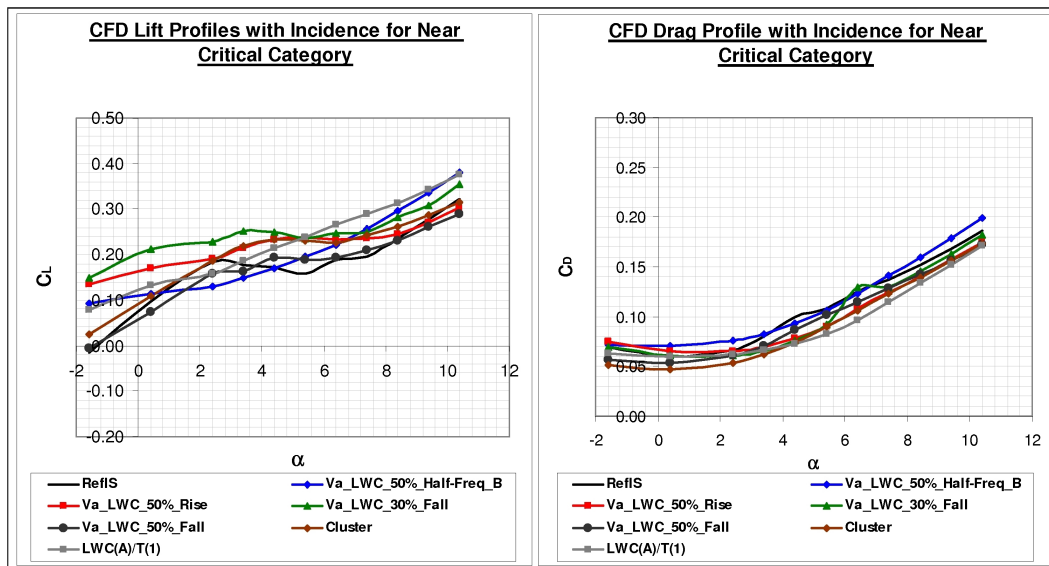 CFD Lift Profiles with Incidence for Near
Critical Category
0.50
0.40
0.30
0.20
0.10
0.00
-0.10
-0.20
-2
0
2
4
6
8
10
12
CL
α
RefIS
Va_LWC_50%_Half-Freq_B
Va_LWC_50%_Rise
Va_LWC_30%_Fall
Va_LWC_50%_Fall
Cluster
LWC(A)/T(1)
CFD Drag Profile with Incidence for Near
Critical Category
0.30
0.25
0.20
0.15
0.10
0.05
0.00
-2
0
2
4
6
8
10
12
CD
α
RefIS
Va_LWC_50%_Half-Freq_B
Va_LWC_50%_Rise
Va_LWC_30%_Fall
Va_LWC_50%_Fall
Cluster
LWC(A)/T(1)